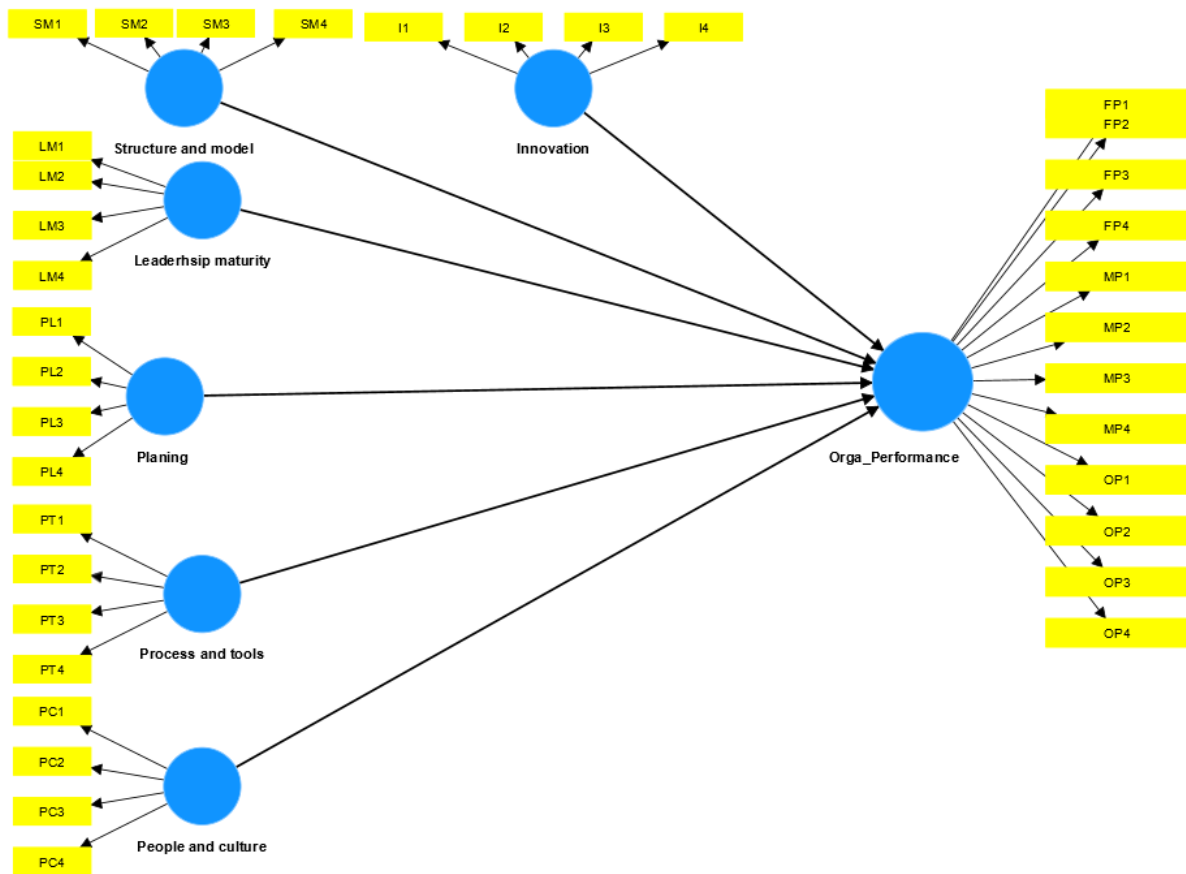 SM1
SM2
SM3
SM4
I1
I2
I3
I4
Structure and model
Innovation
LM1
LM2
LM3
LM4
Leaderhsip maturity
PL1
PL2
PL3
PL4
Planing
PT1
PT2
PT3
PT4
Process and tools
PC1
PC2
PC3
PC4
People and culture
Orga_Performance
FP1
FP2
FP3
FP4
MP1
MP2
MP3
MP4
OP1
OP2
OP3
OP4